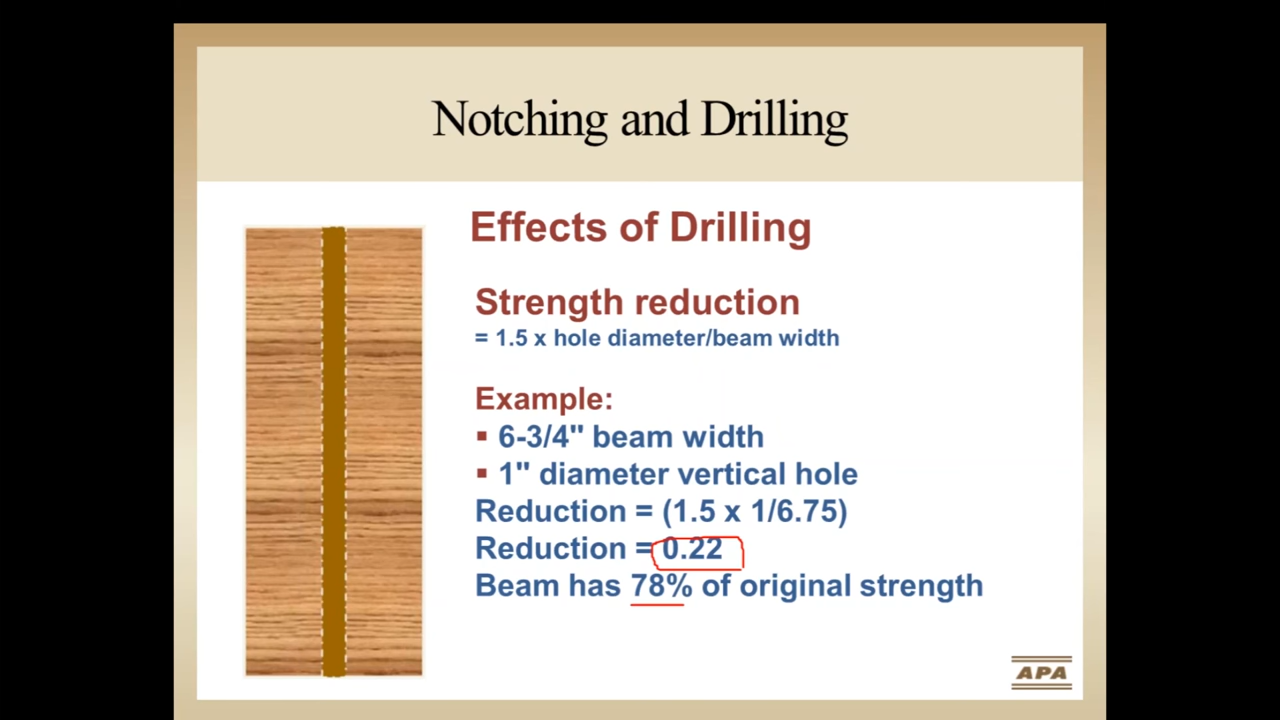 Notching and Drilling
Effects of Drilling
Strength reduction
= 1.5 x hole diameter/beam width
Example:
▪ 6-3/4" beam width
▪ 1" diameter vertical hole
Reduction = (1.5 x 1/6.75)
Reduction = 0.22
Beam has 78% of original strength
APA